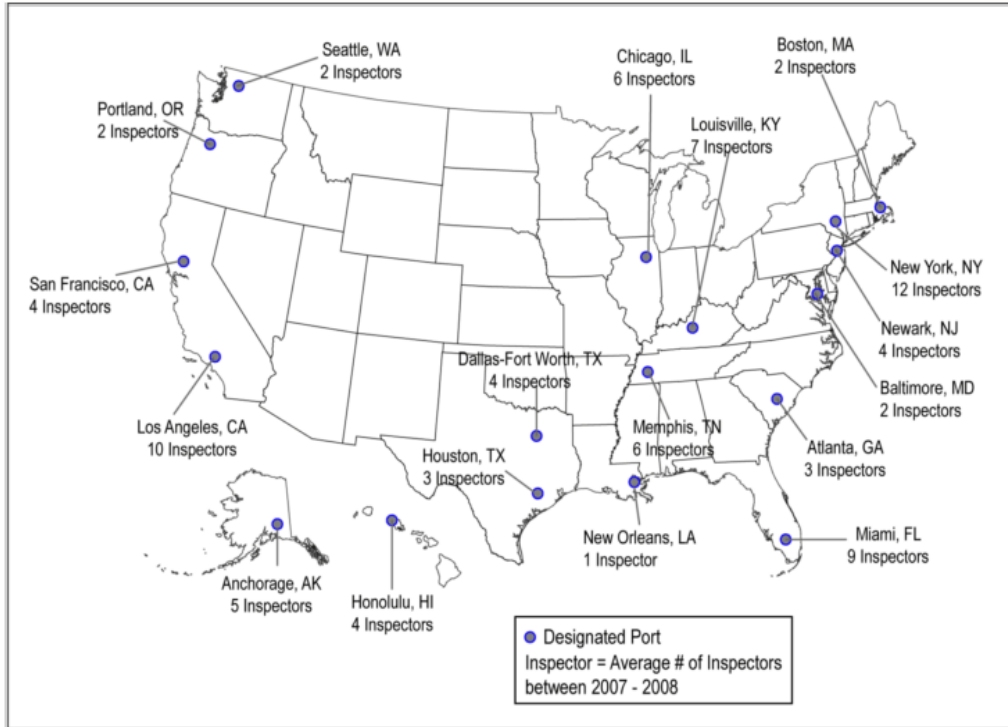 Seattle, WA
2 Inspectors
Portland, OR
2 Inspectors
San Francisco, CA
4 Inspectors
Los Angeles, CA
10 Inspectors
Anchorage, AK
5 Inspectors
Honolulu, HI
4 Inspectors
Dallas-Fort Worth, TX
4 Inspectors
Houston, TX
3 Inspectors
Chicago, IL
6 Inspectors
Louisville, KY
7 Inspectors
Boston, MA
2 Inspectors
New York, NY
12 Inspectors
Newark, NJ
4 Inspectors
Baltimore, MD
2 Inspectors
Memphis, TN
6 Inspectors
Atlanta, GA
3 Inspectors
New Orleans, LA
1 Inspector
Miami, FL
9 Inspectors
Designated Port
Inspector = Average # of Inspectors
between 2007 - 2008